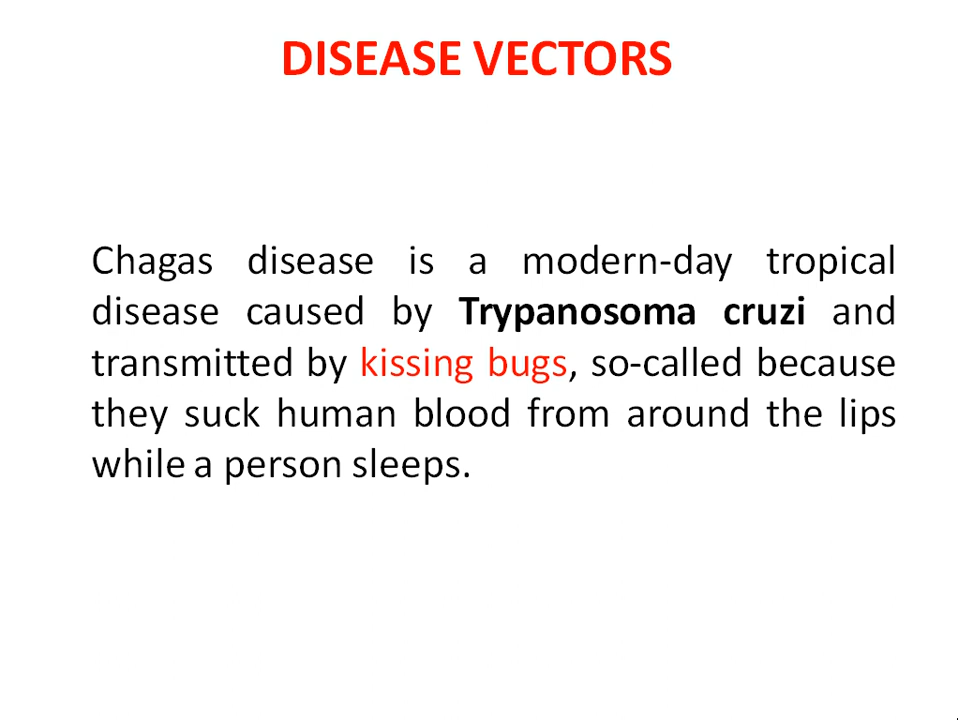 DISEASE VECTORS
Chagas disease is a modern-day tropical
disease caused by Trypanosoma cruzi and
transmitted by kissing bugs, so-called because
they suck human blood from around the lips
while a person sleeps.